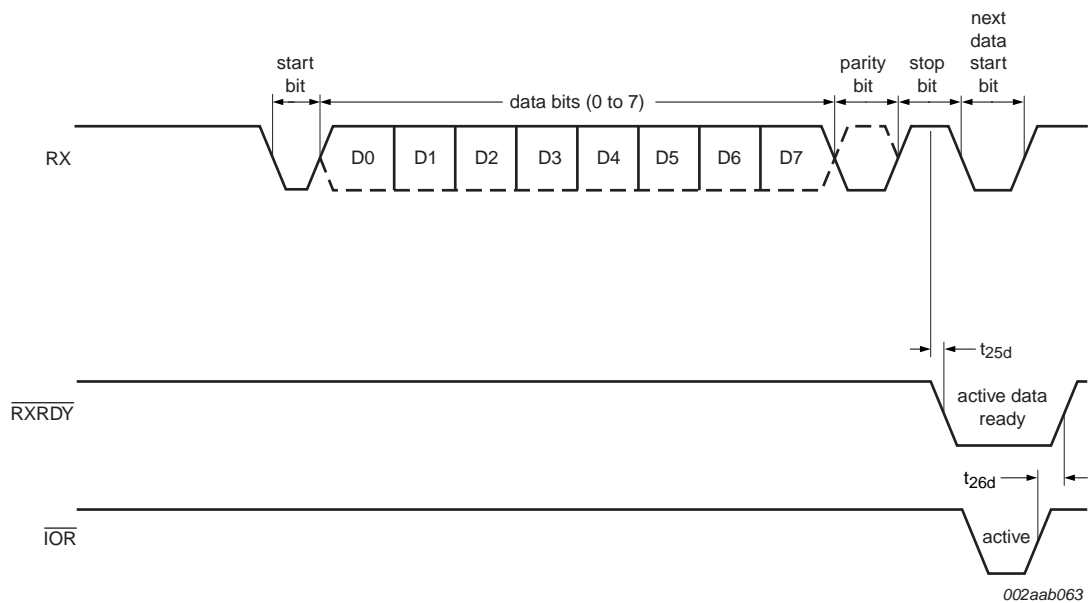 start
bit
data bits (0 to 7)
parity
bit
stop
bit
next
data
start
bit
RX
D0 D1 D2 D3 D4 D5 D6 D7
t25d
RXRDY
active data
ready
t26d
IOR
active
002aab063